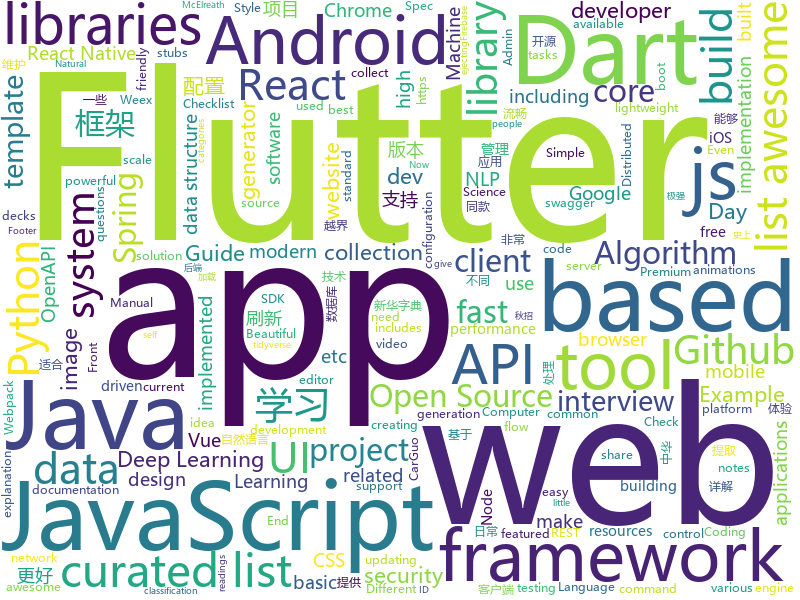 McElreath
Style
项目
Chrome
Spec
developer
available
libraries
Android
React Native
stubs
维护
Machine
friendly
collect
https
Firebase
ejecting
Admin
Dart
开源
tasks
build
built
list awesome
Flutter
template
一些
Weex
Checklist
used
best
scale
powerful
decks
Footer
框架
配置
React
high
library
including
core
lightweight
boot
people
implementation
Spring
generator
data structure
software
website
Google
source
版本
管理
dev
支持
NLP
应用
Science
同款
swagger
iOS
Simple
Distributed
能够
流畅
js
questions
system
Python
OpenAPI
solution
后端
加载
Guide
modern
collection
越界
configuration
client
Algorithm
Day
free
极强
Even
Now
code
server
Premium
animations
史上
categories
Natural
image
Manual
Front
适合
app
implemented
SDK
刷新
Beautiful
need
includes
技术
数据库
新华字典
give
fast
use
不同
非常
API
performance
秋招
based
browser
tool
Github
mobile
处理
Example
Java
driven
current
学习
etc
video
editor
idea
Open Source
interview
Computer
common
creating
generation
flow
Check
platform
体验
web
JavaScript
UI
Vue
自然语言
Deep Learning
design
development
self
tidyverse
project
基于
CarGuo
related
Learning
building
notes
详解
中华
提取
applications
explanation
Webpack
data
documentation
curated list
basic
提供
更好
network
awesome
CSS
support
security
updating
Different
ID
End
little
classification
readings
framework
Node
easy
make
share
resources
日常
featured
REST
control
Coding
客户端
testing
Language
command
various
engine
standard